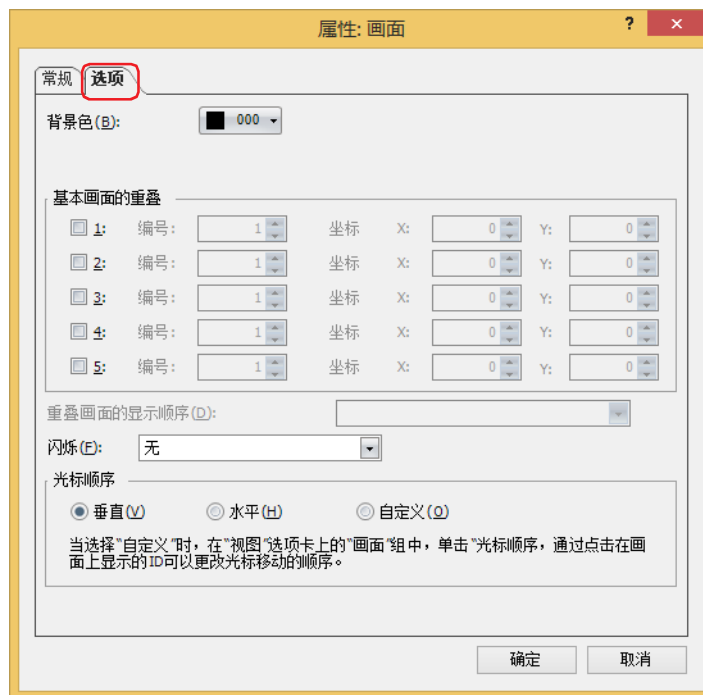 属性: 画面
?
常规 选项
背景色(B): 000
基本画面的重叠
1: 编号: 1 坐标 X: 0 Y: 0
2: 编号: 1 坐标 X: 0 Y: 0
3: 编号: 1 坐标 X: 0 Y: 0
4: 编号: 1 坐标 X: 0 Y: 0
5: 编号: 1 坐标 X: 0 Y: 0
重叠画面的显示顺序(D):
闪烁(F): 无
光标顺序
垂直(V) 水平(H) 自定义(O)
当选择“自定义”时，在“视图”选项卡上的“画面”组中，单击“光标顺序，通过点击在画
面上显示的ID可以更改光标移动的顺序。
确定 取消